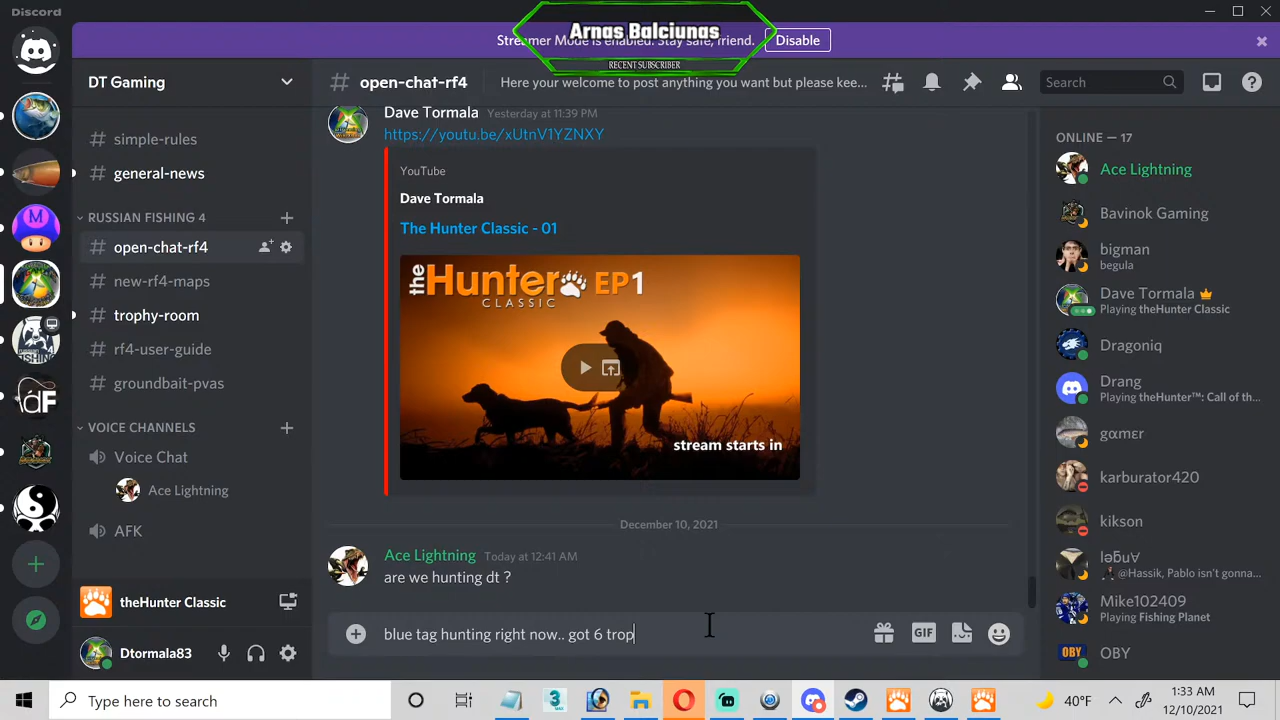 Discord
Arnas Balciunas
RECENT SUBSCRIBER
Streamer Mode is enabled. Stay safe, friend.
Disable
DT Gaming
open-chat-rf4
Here your welcome to post anything you want but please kee...
Search
simple-rules
general-news
RUSSIAN FISHING 4
open-chat-rf4
new-rf4-maps
trophy-room
rf4-user-guide
groundbait-pvas
VOICE CHANNELS
Voice Chat
Ace Lightning
AFK
theHunter Classic
Dtormala83
Dave Tormala Yesterday at 11:39 PM
https://youtu.be/xUtnV1YZNXY
YouTube
Dave Tormala
The Hunter Classic - 01
theHunter EP1
CLASSIC
stream starts in
December 10, 2021
Ace Lightning Today at 12:41 AM
are we hunting dt ?
blue tag hunting right now.. got 6 trop
GIF
ONLINE — 17
Ace Lightning
Bavinok Gaming
bigman
begula
Dave Tormala
Playing theHunter Classic
Dragoniq
Drang
Playing theHunter™: Call of th...
gαmεr
karburator420
kikson
ləƃu∀
@Hassik, Pablo isn't gonna...
Mike102409
Playing Fishing Planet
OBY
OBY
Type here to search
40°F
1:33 AM
12/10/2021